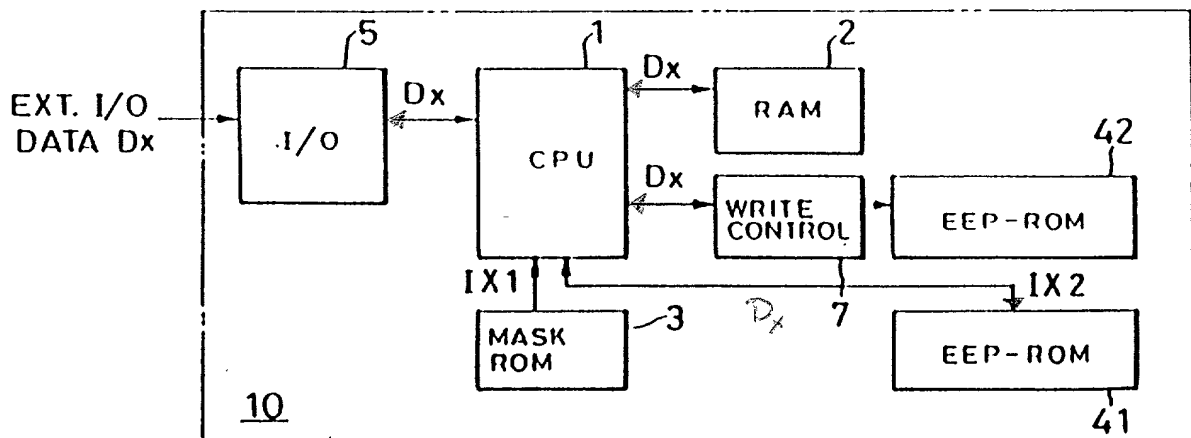 5
1
2
EXT. I/O
DATA Dx
I/O
Dx
CPU
Dx
RAM
Dx
WRITE
CONTROL
42
EEP-ROM
IX1
IX2
MASK
ROM
3
Dx
7
EEP-ROM
10
41